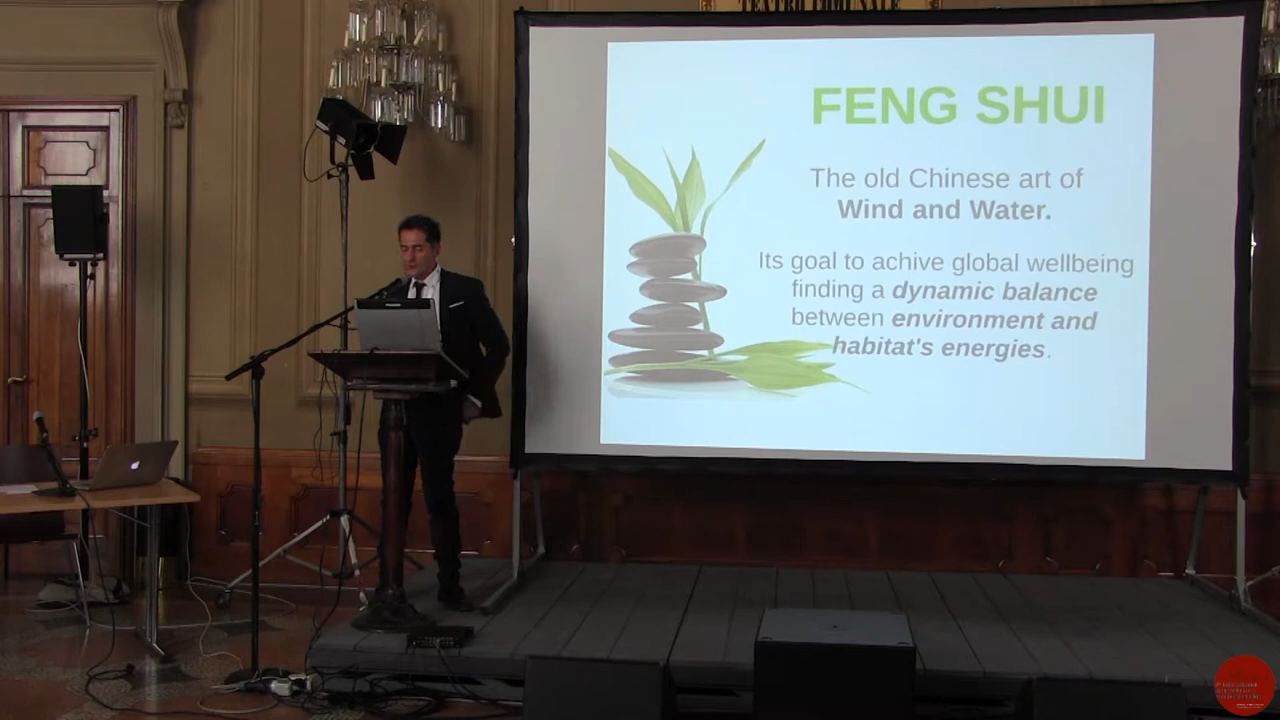 FENG SHUI
The old Chinese art of
Wind and Water.
Its goal to achive global wellbeing
finding a dynamic balance
between environment and
habitat's energies.